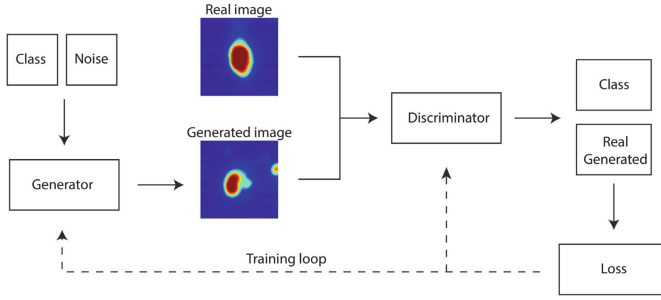 Real image
Class
Noise
Generated image
Generator
Discriminator
Class
Real
Generated
Training loop
Loss